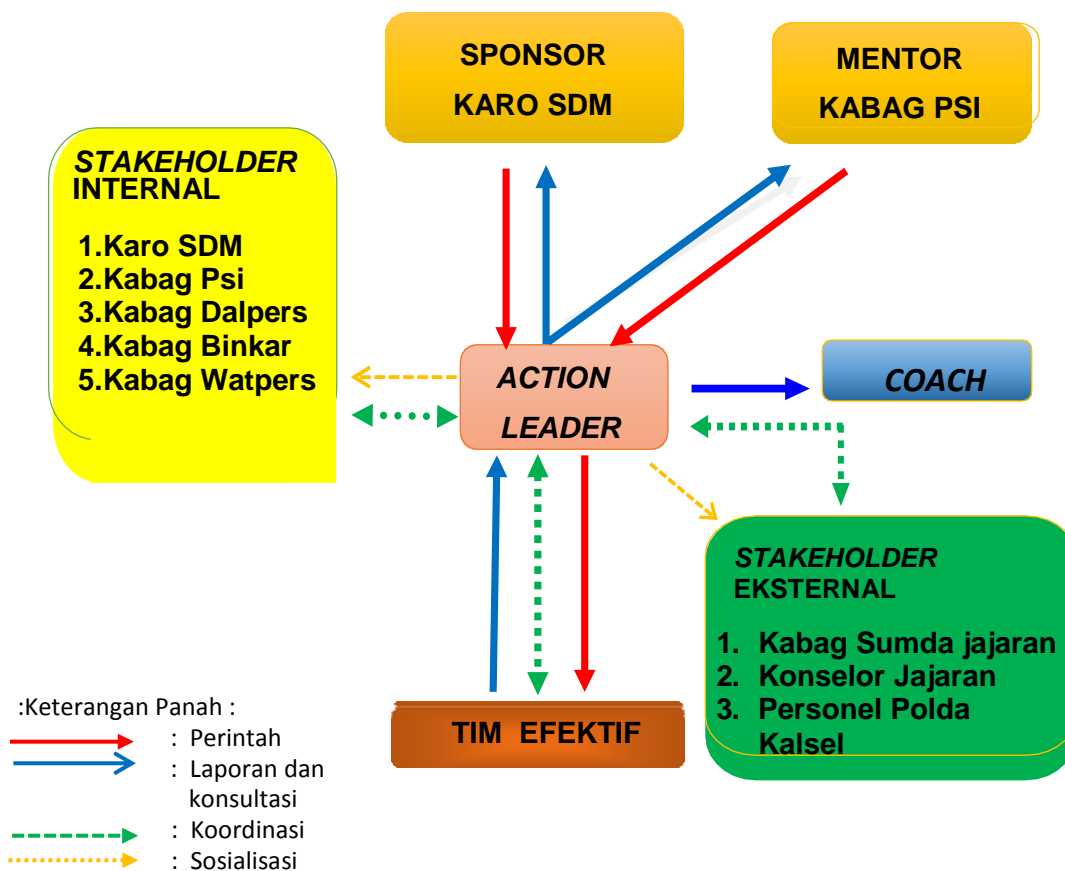 SPONSOR
KARO SDM
MENTOR
KABAG PSI
STAKEHOLDER
INTERNAL
1.Karo SDM
2.Kabag Psi
3.Kabag Dalpers
4.Kabag Binkar
5.Kabag Watpers
ACTION
LEADER
COACH
STAKEHOLDER
EKSTERNAL
1. Kabag Sumda jajaran
2. Konselor Jajaran
3. Personel Polda
Kalsel
TIM EFEKTIF
:Keterangan Panah :
: Perintah
: Laporan dan
konsultasi
: Koordinasi
: Sosialisasi